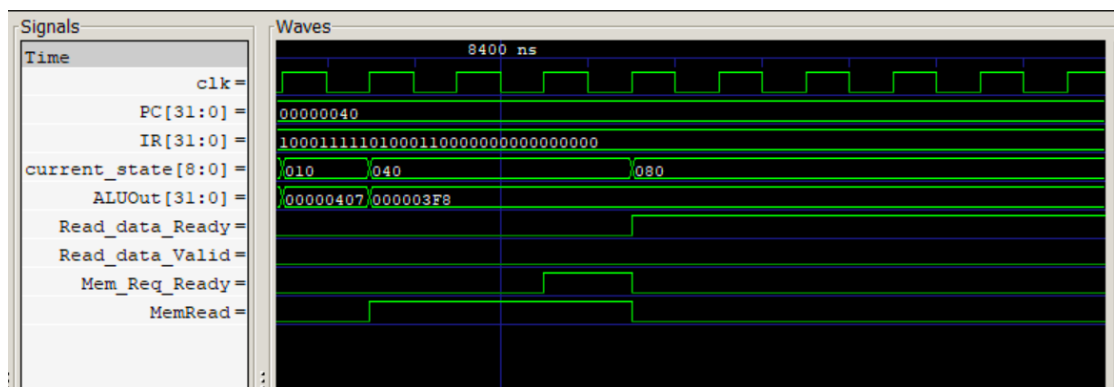 Signals
Waves
Time
8400 ns
clk=
PC[31:0]=
00000040
IR[31:0]=
10001111101000110000000000000000
current_state[8:0]=
010
040
080
ALUOut[31:0]=
00000407
000003F8
Read_data_Ready=
Read_data_Valid=
Mem_Req_Ready=
MemRead=